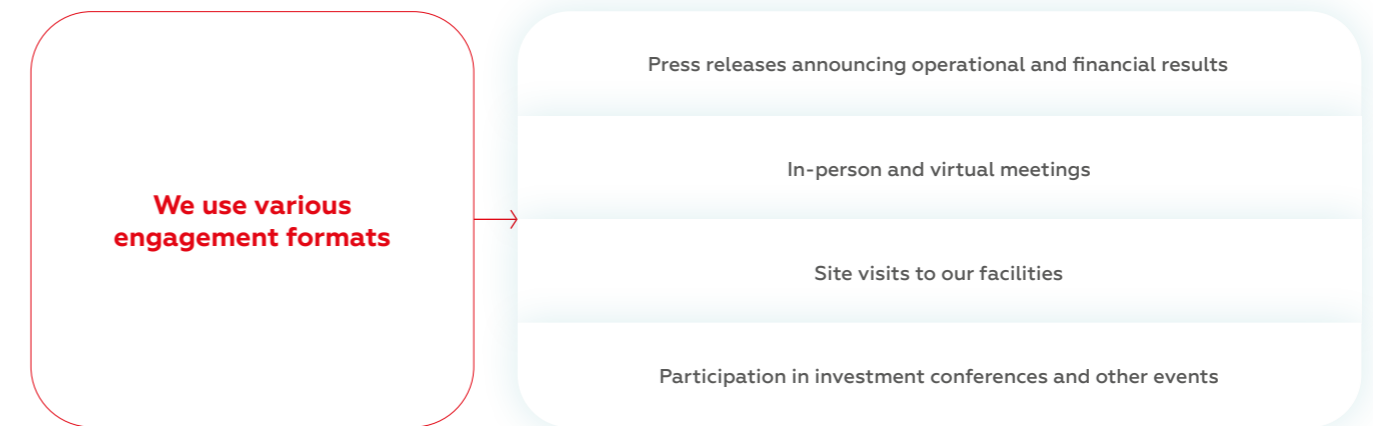 We use various
engagement formats
Press releases announcing operational and financial results
In-person and virtual meetings
Site visits to our facilities
Participation in investment conferences and other events